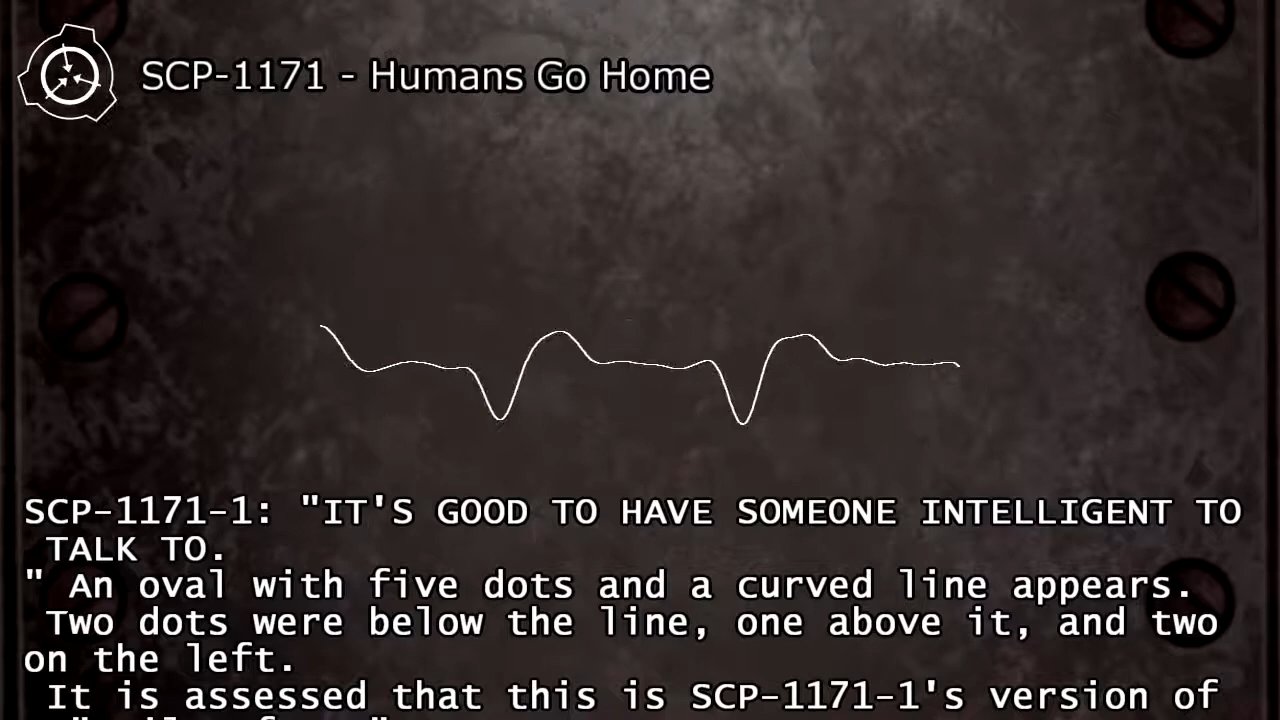 SCP-1171 - Humans Go Home
SCP-1171-1: "IT'S GOOD TO HAVE SOMEONE INTELLIGENT TO
TALK TO.
" An oval with five dots and a curved line appears.
Two dots were below the line, one above it, and two
on the left.
It is assessed that this is SCP-1171-1's version of